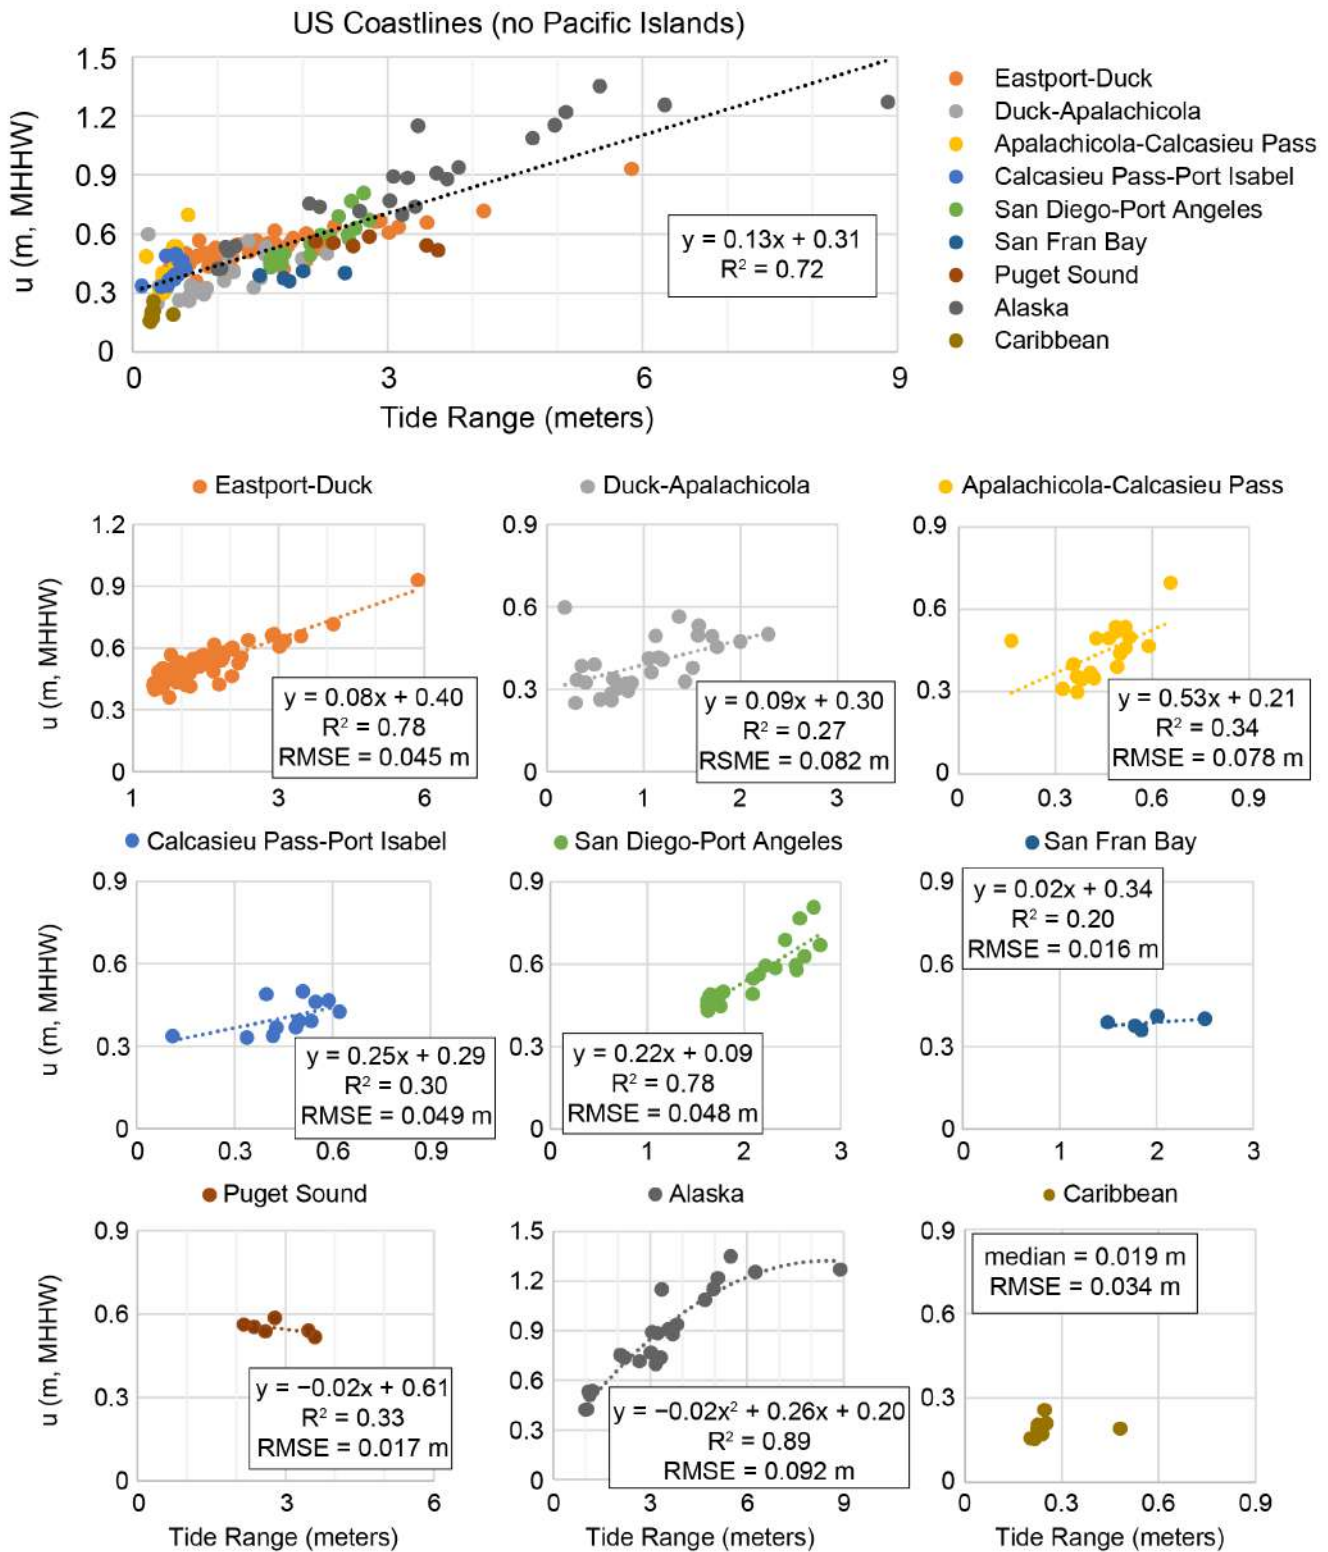 US Coastlines (no Pacific Islands)
1.5
1.2
0.9
0.6
0.3
0
u (m, MHHW)
0 3 6 9
Tide Range (meters)
y = 0.13x + 0.31
R² = 0.72
Eastport-Duck
Duck-Apalachicola
Apalachicola-Calcasieu Pass
Calcasieu Pass-Port Isabel
San Diego-Port Angeles
San Fran Bay
Puget Sound
Alaska
Caribbean
Eastport-Duck
1.2
0.9
0.6
0.3
0
u (m, MHHW)
1 3 6
y = 0.08x + 0.40
R² = 0.78
RMSE = 0.045 m
Duck-Apalachicola
0.9
0.6
0.3
0
0 1 2 3
y = 0.09x + 0.30
R² = 0.27
RSME = 0.082 m
Apalachicola-Calcasieu Pass
0.9
0.6
0.3
0
0 0.3 0.6 0.9
y = 0.53x + 0.21
R² = 0.34
RMSE = 0.078 m
Calcasieu Pass-Port Isabel
0.9
0.6
0.3
0
u (m, MHHW)
0 0.3 0.6 0.9
y = 0.25x + 0.29
R² = 0.30
RMSE = 0.049 m
San Diego-Port Angeles
0.9
0.6
0.3
0
0 1 2 3
y = 0.22x + 0.09
R² = 0.78
RMSE = 0.048 m
San Fran Bay
0.9
0.6
0.3
0
0 1 2 3
y = 0.02x + 0.34
R² = 0.20
RMSE = 0.016 m
Puget Sound
0.9
0.6
0.3
0
u (m, MHHW)
0 3 6
Tide Range (meters)
y = −0.02x + 0.61
R² = 0.33
RMSE = 0.017 m
Alaska
1.5
1.2
0.9
0.6
0.3
0
0 3 6 9
Tide Range (meters)
y = −0.02x² + 0.26x + 0.20
R² = 0.89
RMSE = 0.092 m
Caribbean
0.9
0.6
0.3
0
0 0.3 0.6 0.9
Tide Range (meters)
median = 0.019 m
RMSE = 0.034 m